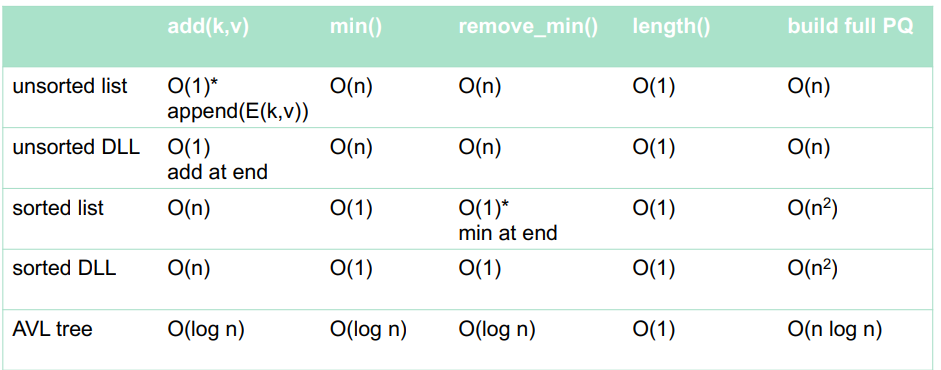 add(k,v) min() remove_min() length() build full PQ
unsorted list O(1)* O(n) O(n) O(1) O(n)
append(E(k,v))
unsorted DLL O(1) O(n) O(n) O(1) O(n)
add at end
sorted list O(n) O(1) O(1)* O(1) O(n²)
min at end
sorted DLL O(n) O(1) O(1) O(1) O(n²)
AVL tree O(log n) O(log n) O(log n) O(1) O(n log n)